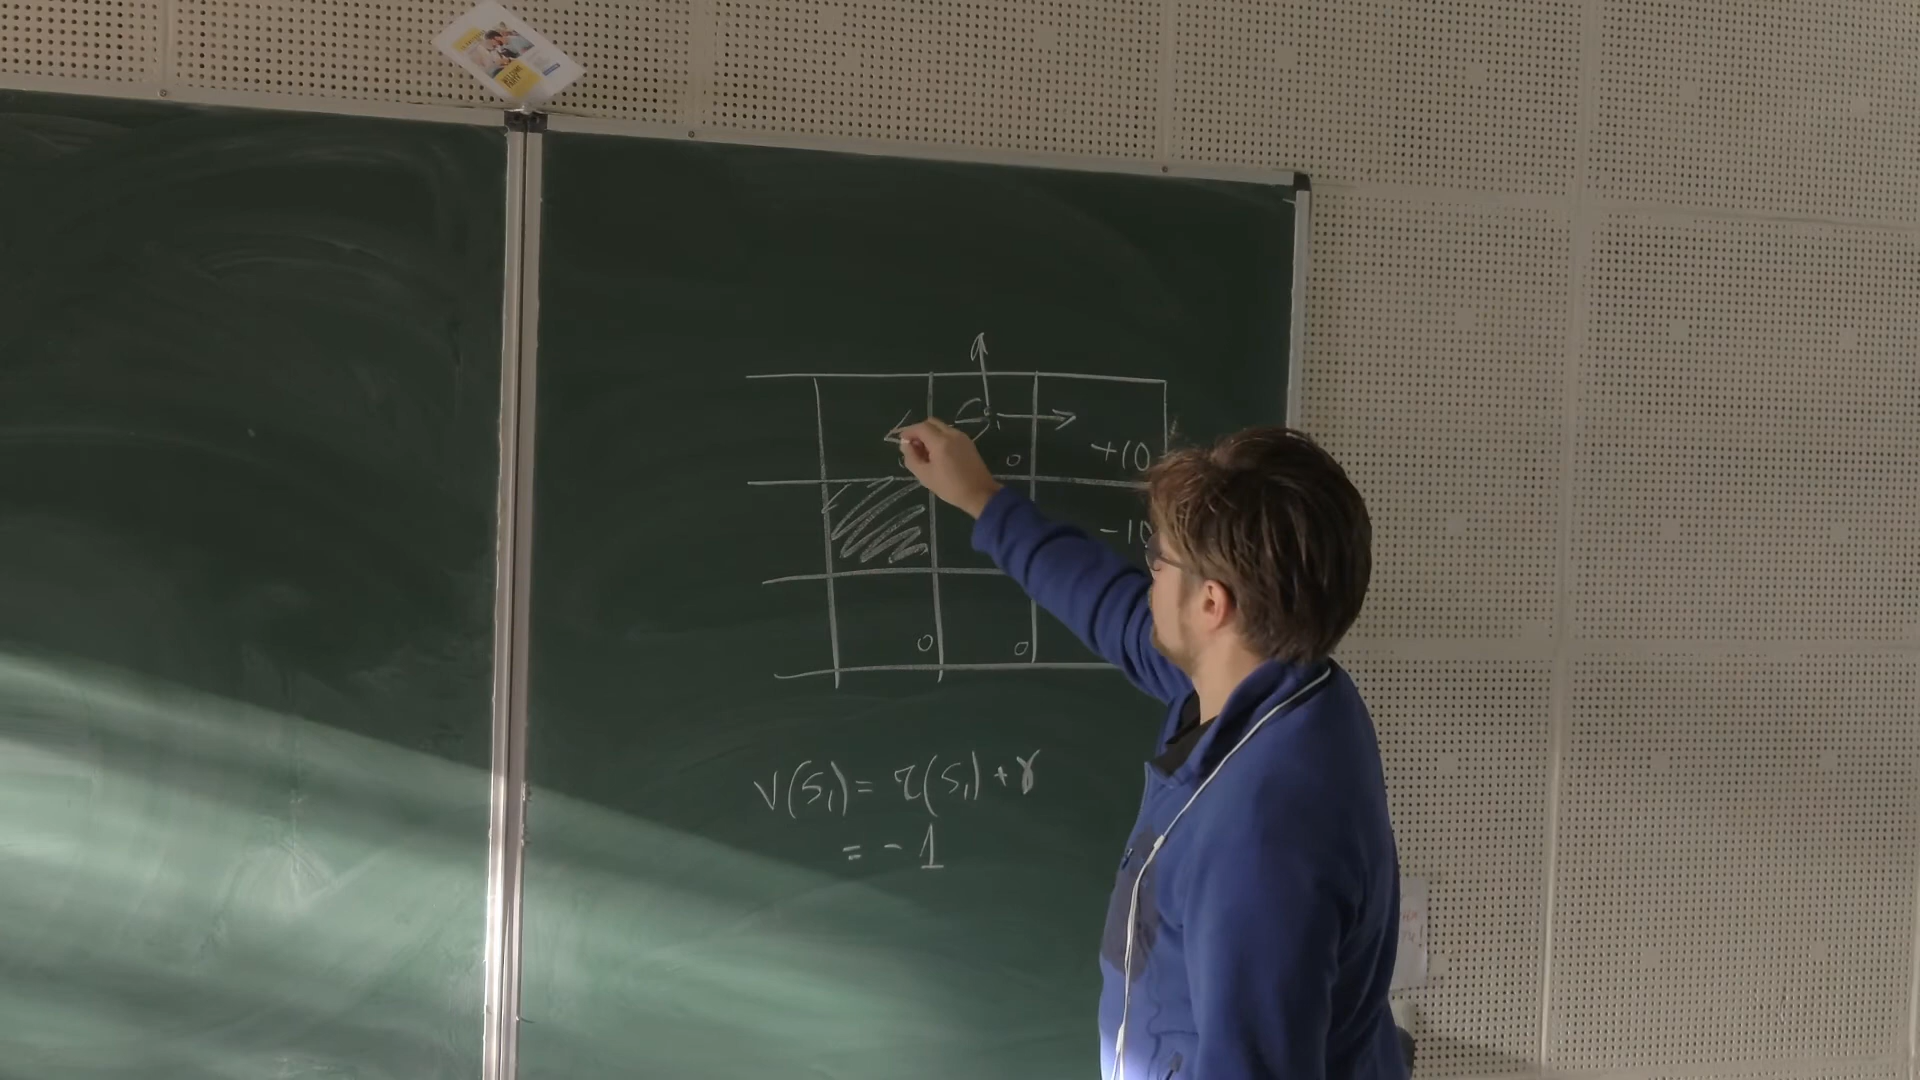 S₁
+10
0
-10
0 0
V(S₁) = r(S₁) + γ
= -1